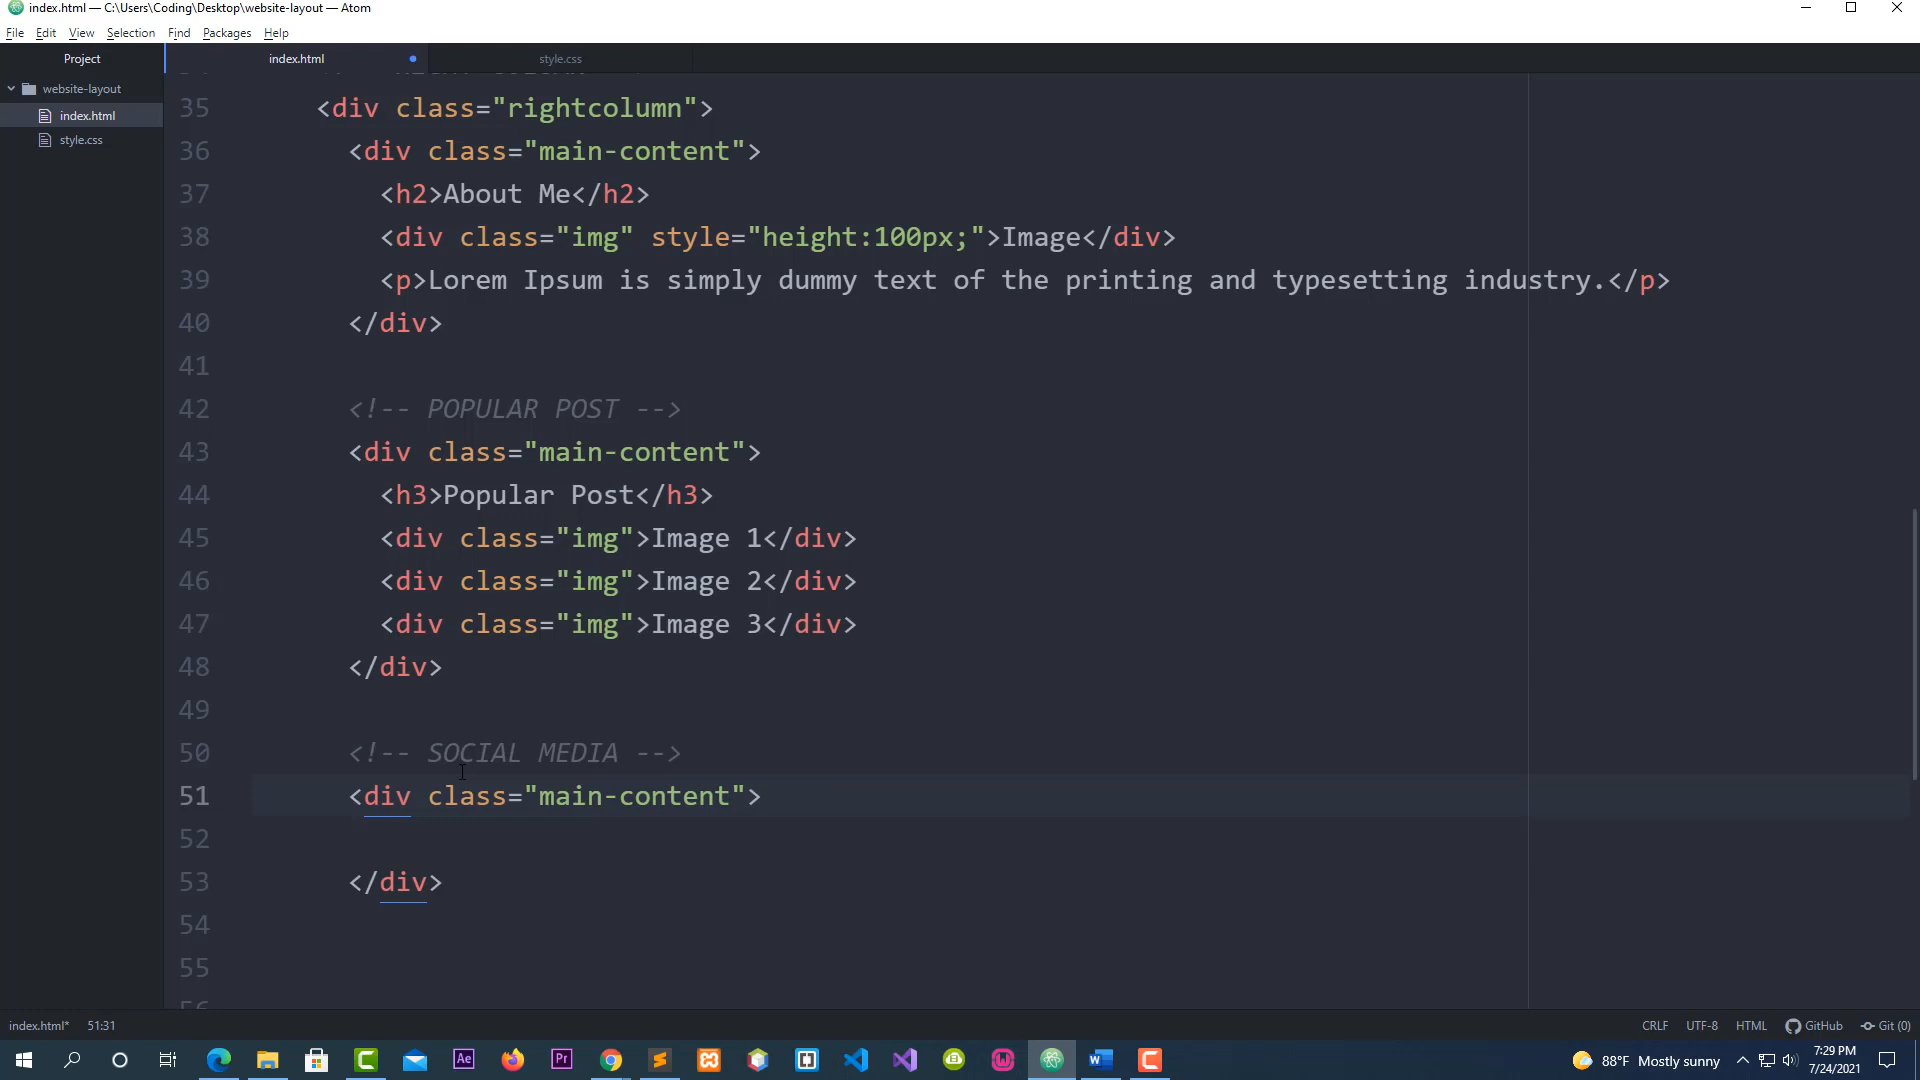 index.html — C:\Users\Coding\Desktop\website-layout — Atom
File Edit View Selection Find Packages Help
Project index.html style.css
website-layout
index.html
style.css
35 <div class="rightcolumn">
36 <div class="main-content">
37 <h2>About Me</h2>
38 <div class="img" style="height:100px;">Image</div>
39 <p>Lorem Ipsum is simply dummy text of the printing and typesetting industry.</p>
40 </div>
41
42 <!-- POPULAR POST -->
43 <div class="main-content">
44 <h3>Popular Post</h3>
45 <div class="img">Image 1</div>
46 <div class="img">Image 2</div>
47 <div class="img">Image 3</div>
48 </div>
49
50 <!-- SOCIAL MEDIA -->
51 <div class="main-content">
52
53 </div>
54
55
index.html* 51:31 CRLF UTF-8 HTML GitHub Git (0)
Ae Pr 88°F Mostly sunny 7:29 PM
7/24/2021